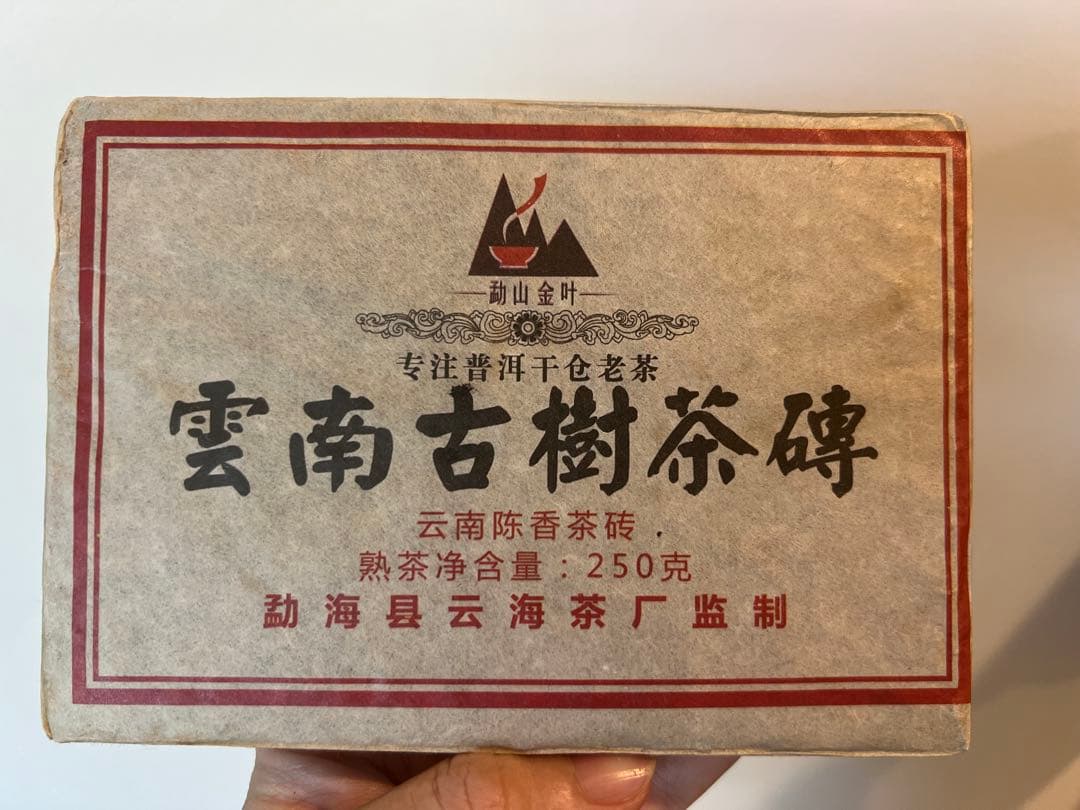 勐山金叶
专注普洱干仓老茶
雲南古樹茶磚
云南陈香茶砖
熟茶净含量：250克
勐海县云海茶厂监制